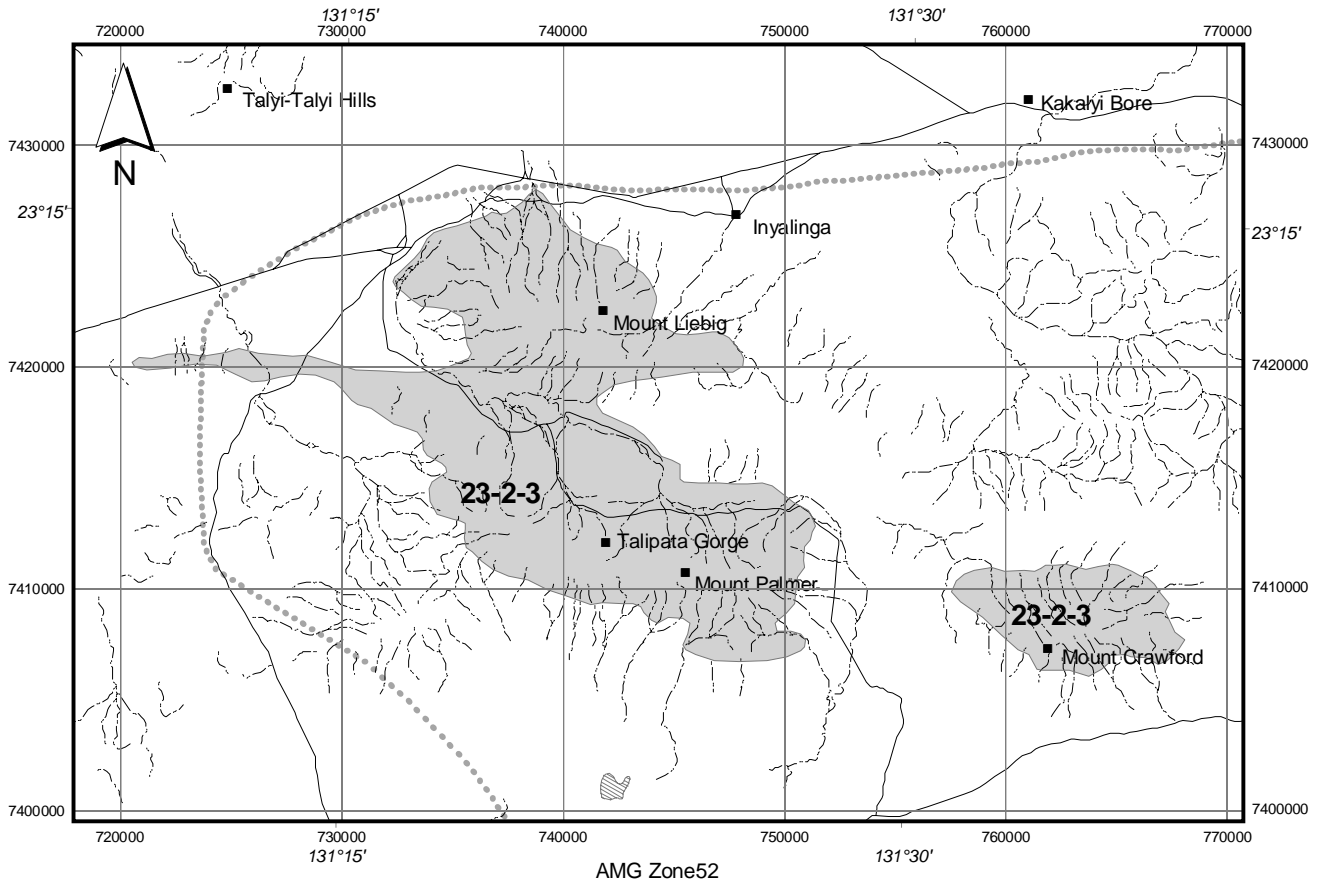 131°15' 131°30'
720000 730000 740000 750000 760000 770000
Talyi-Talyi Hills
Kakalyi Bore
7430000 7430000
N
23°15' 23°15'
Inyalinga
Mount Liebig
7420000 7420000
23-2-3
Talipata Gorge
Mount Palmer
7410000 7410000
23-2-3
Mount Crawford
7400000 7400000
720000 730000 740000 750000 760000 770000
131°15' 131°30'
AMG Zone52